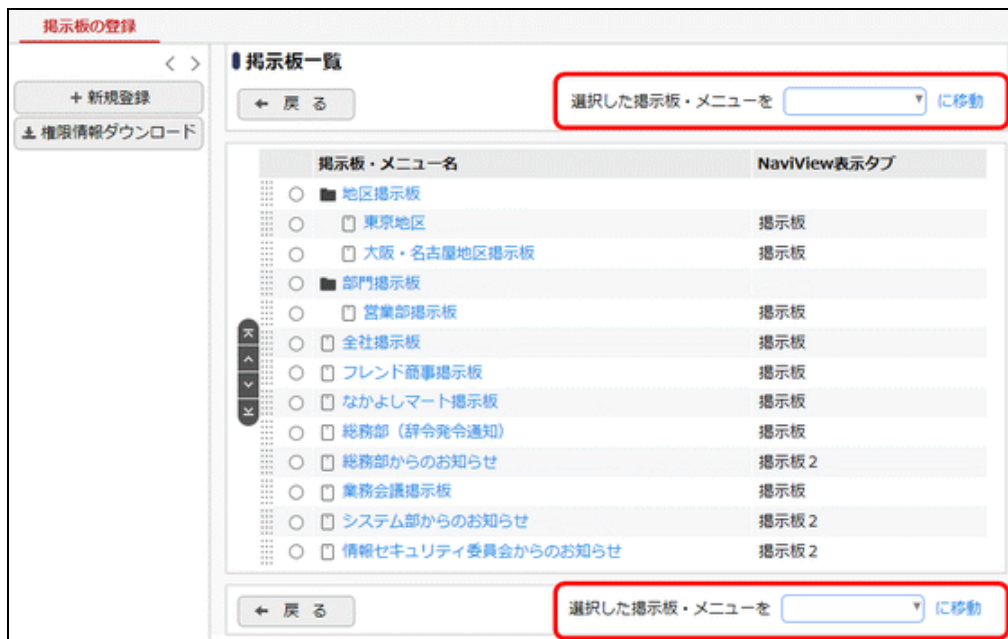 掲示板の登録
+ 新規登録
権限情報ダウンロード
掲示板一覧
← 戻 る
選択した掲示板・メニューを に移動
掲示板・メニュー名 NaviView表示タブ
地区掲示板
東京地区 掲示板
大阪・名古屋地区掲示板 掲示板
部門掲示板
営業部掲示板 掲示板
全社掲示板 掲示板
フレンド商事掲示板 掲示板
なかよしマート掲示板 掲示板
総務部（辞令発令通知） 掲示板
総務部からのお知らせ 掲示板2
業務会議掲示板 掲示板
システム部からのお知らせ 掲示板2
情報セキュリティ委員会からのお知らせ 掲示板2
← 戻 る
選択した掲示板・メニューを に移動